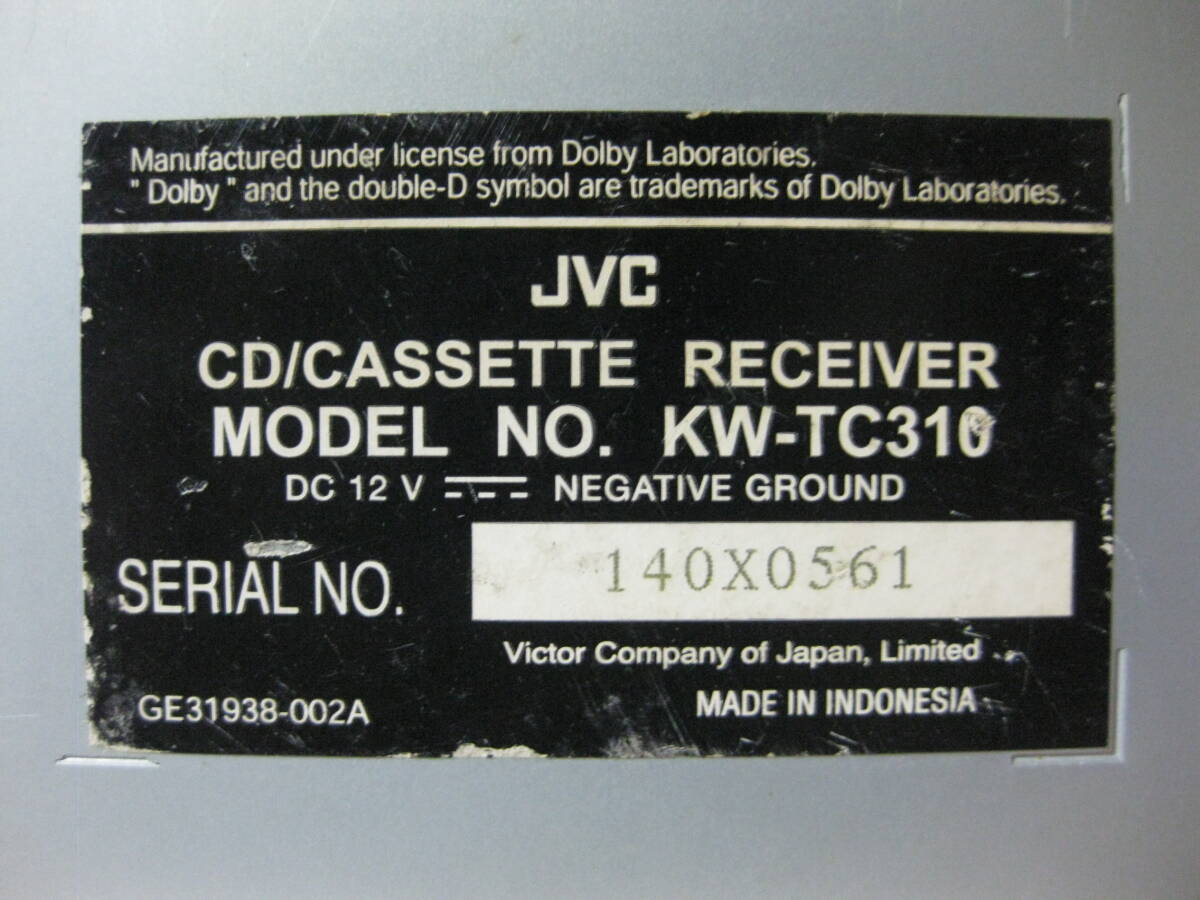 Manufactured under license from Dolby Laboratories.
" Dolby " and the double-D symbol are trademarks of Dolby Laboratories.
JVC
CD/CASSETTE RECEIVER
MODEL NO. KW-TC310
DC 12 V ⎓ NEGATIVE GROUND
SERIAL NO. 140X0561
Victor Company of Japan, Limited
GE31938-002A MADE IN INDONESIA